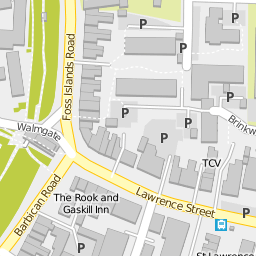 P
P
P
Foss Islands Road
P
P
P
P
Brinkw
Walmgate
P
TCV
P
Barbican Road
The Rook and
Gaskill Inn
Lawrence Street
P
P
St Lawrence
P